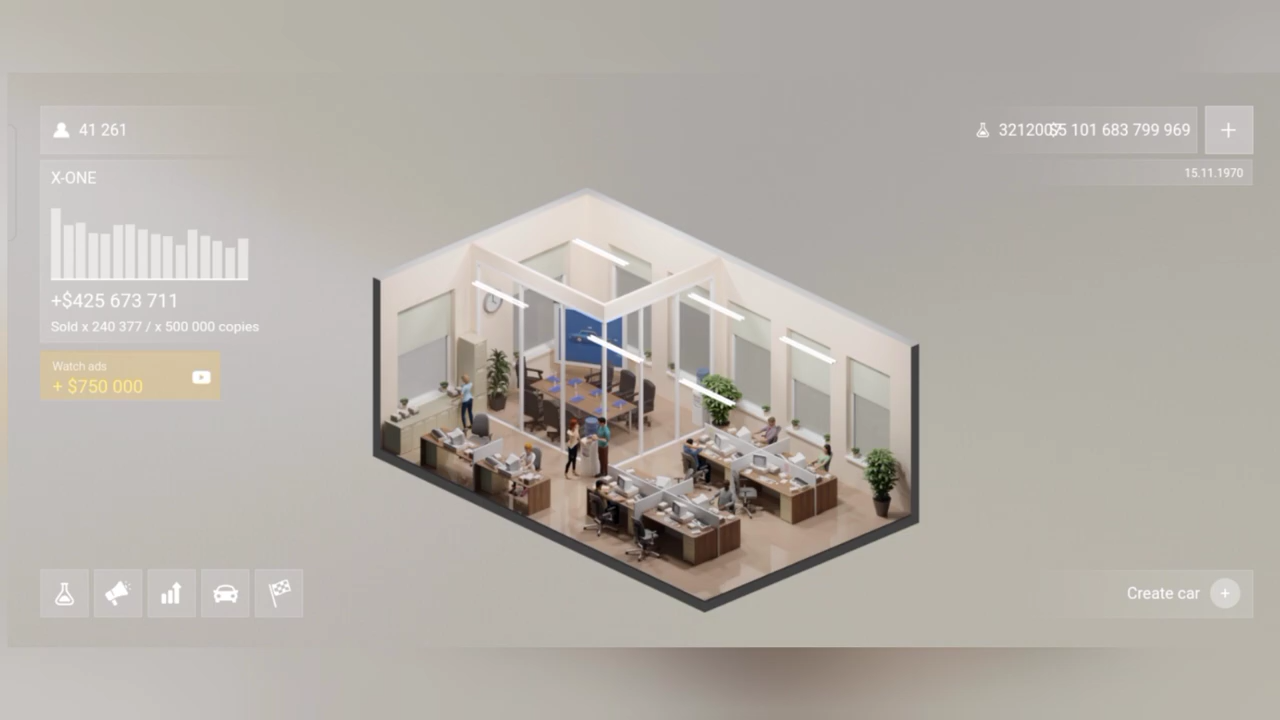 41 261
$5 101 683 799 969
15.11.1970
X-ONE
+$425 673 711
Sold x 240 377 / x 500 000 copies
Watch ads
+ $750 000
Create car